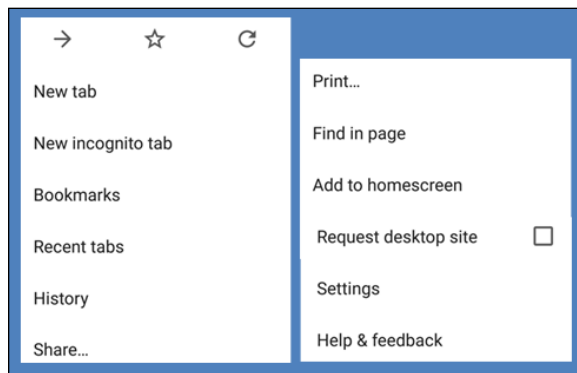 New tab
New incognito tab
Bookmarks
Recent tabs
History
Share...
Print...
Find in page
Add to homescreen
Request desktop site
Settings
Help & feedback